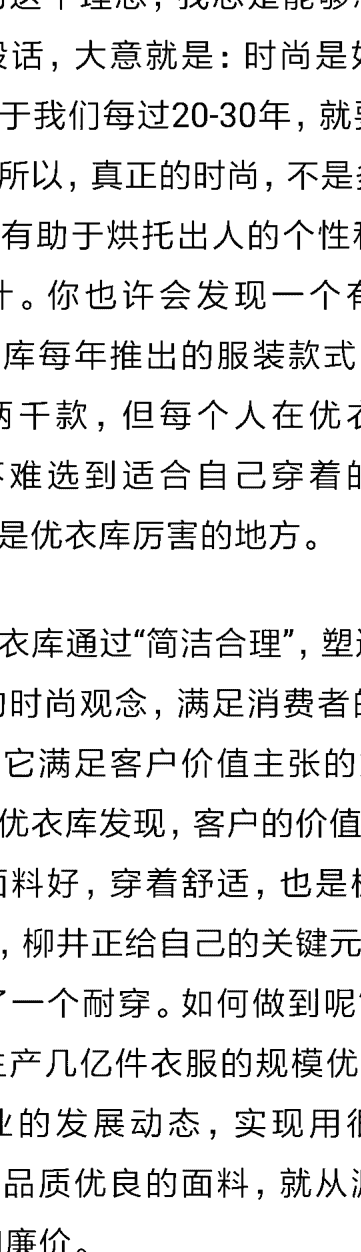 这个理念，我总是能够
话，大意就是：时尚是
于我们每过20-30年，就要
所以，真正的时尚，不是
有助于烘托出人的个性
计。你也许会发现一个有
库每年推出的服装款式
两千款，但每个人在优衣
不难选到适合自己穿着的
是优衣库厉害的地方。
衣库通过“简洁合理”，塑造
的时尚观念，满足消费者的
它满足客户价值主张的
优衣库发现，客户的价值
面料好，穿着舒适，也是
，柳井正给自己的关键元
了一个耐穿。如何做到呢
生产几亿件衣服的规模优
业的发展动态，实现用很
品质优良的面料，就从源
廉价。